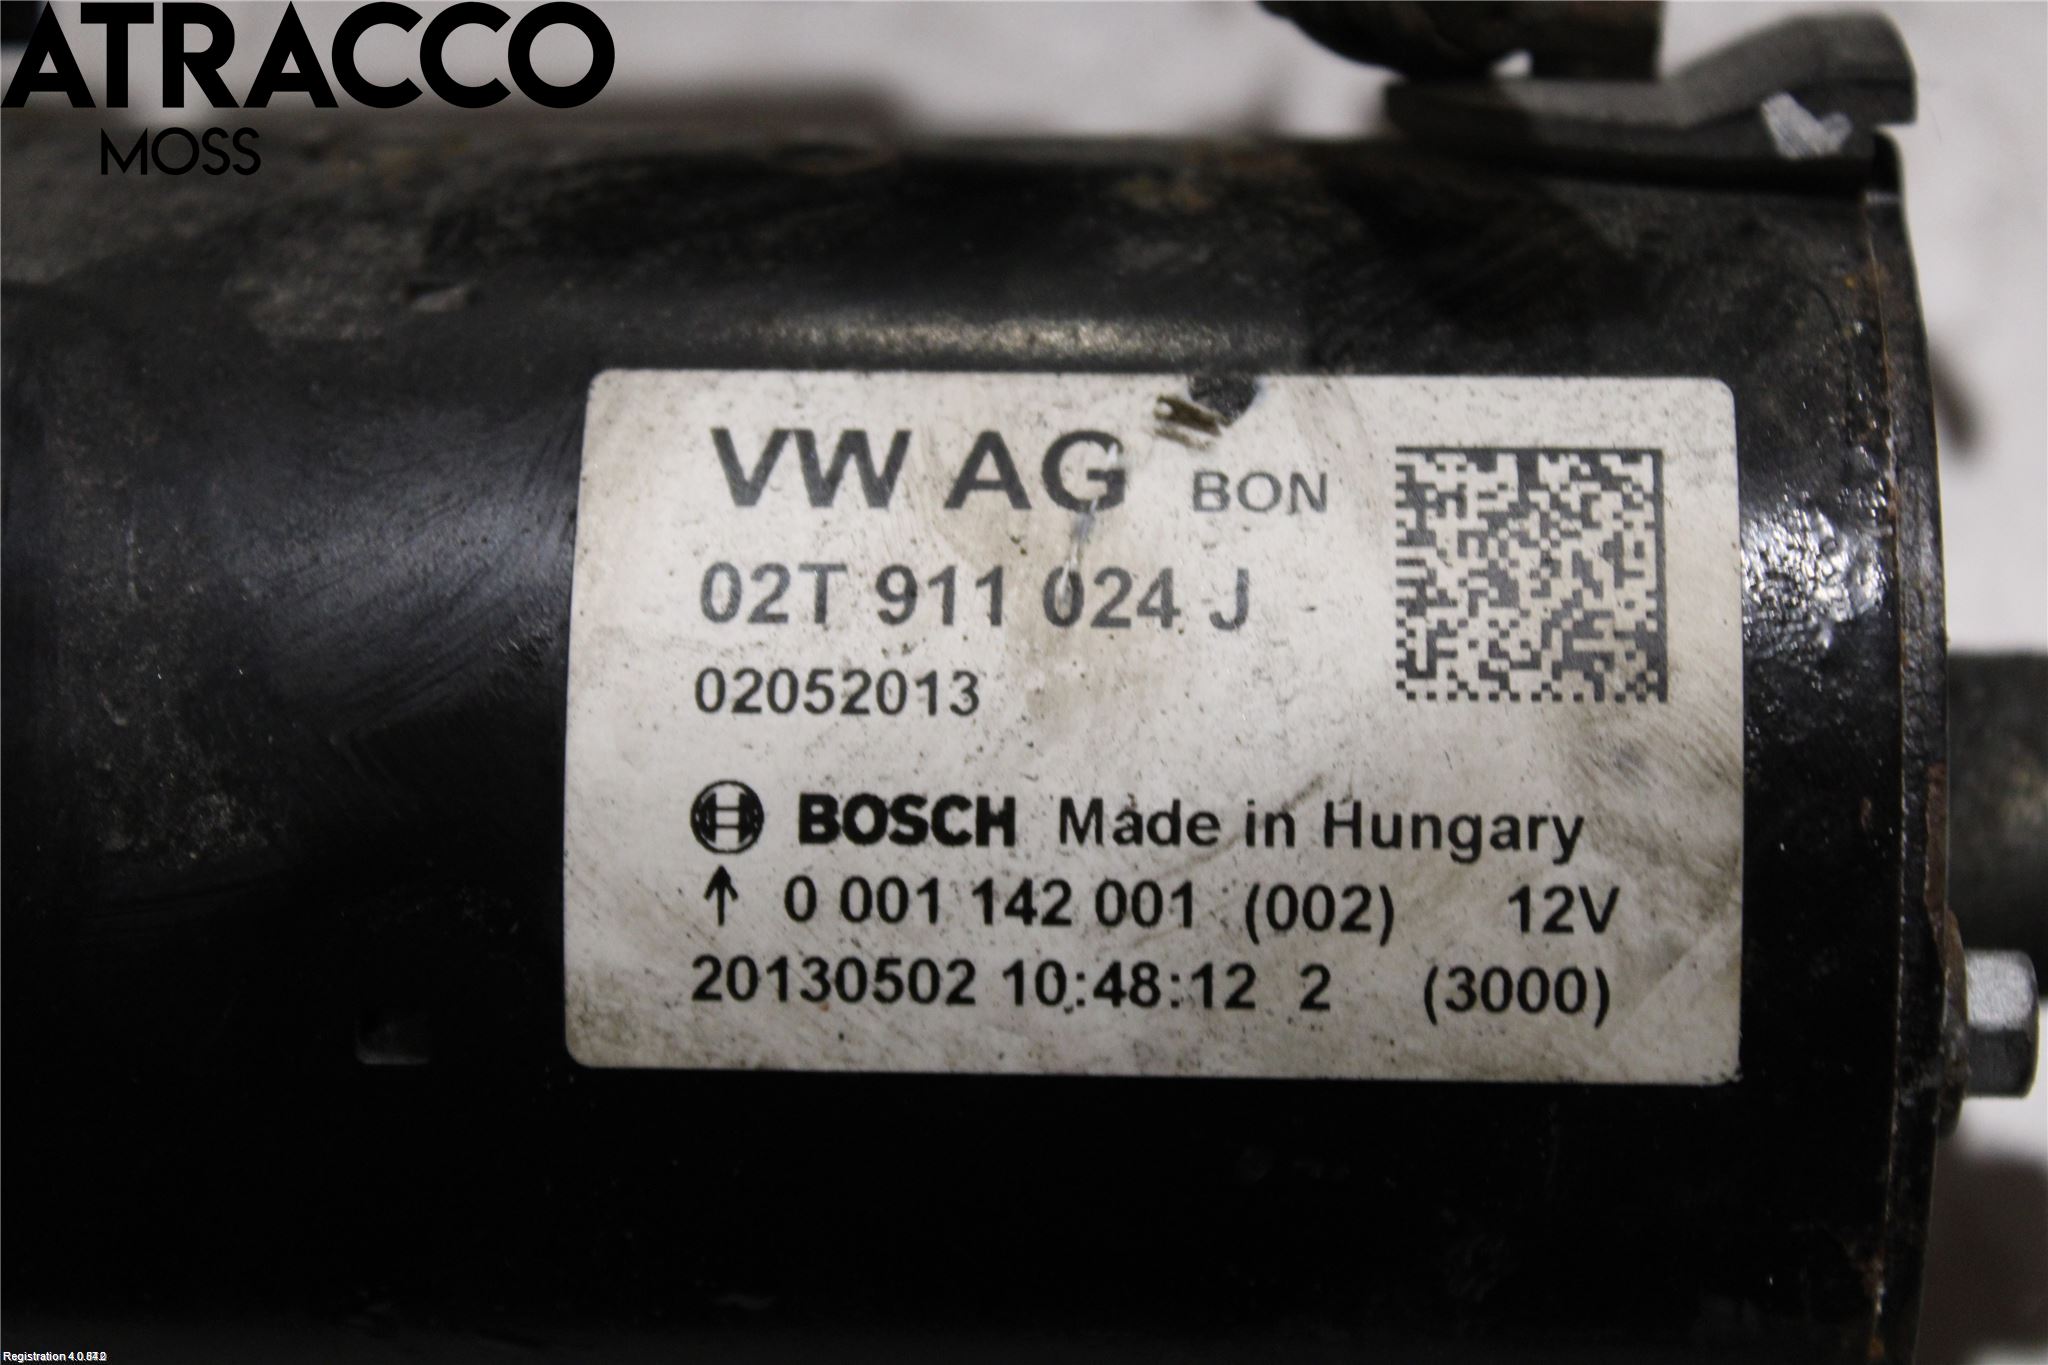 ATRACCO
MOSS
VW AG BON
02T 911 024 J
02052013
BOSCH Made in Hungary
↑ 0 001 142 001 (002) 12V
20130502 10:48:12 2 (3000)
Registration